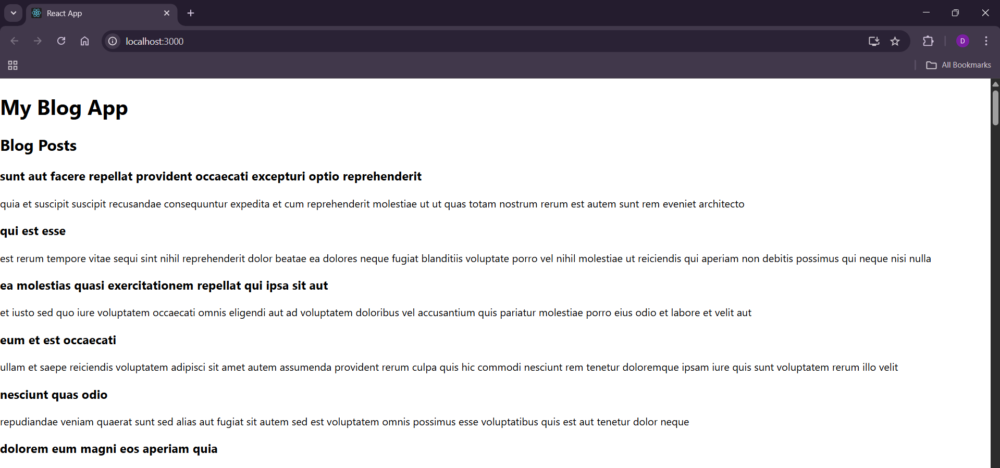 React App
localhost:3000
D
All Bookmarks
My Blog App
Blog Posts
sunt aut facere repellat provident occaecati excepturi optio reprehenderit
quia et suscipit suscipit recusandae consequuntur expedita et cum reprehenderit molestiae ut ut quas totam nostrum rerum est autem sunt rem eveniet architecto
qui est esse
est rerum tempore vitae sequi sint nihil reprehenderit dolor beatae ea dolores neque fugiat blanditiis voluptate porro vel nihil molestiae ut reiciendis qui aperiam non debitis possimus qui neque nisi nulla
ea molestias quasi exercitationem repellat qui ipsa sit aut
et iusto sed quo iure voluptatem occaecati omnis eligendi aut ad voluptatem doloribus vel accusantium quis pariatur molestiae porro eius odio et labore et velit aut
eum et est occaecati
ullam et saepe reiciendis voluptatem adipisci sit amet autem assumenda provident rerum culpa quis hic commodi nesciunt rem tenetur doloremque ipsam iure quis sunt voluptatem rerum illo velit
nesciunt quas odio
repudiandae veniam quaerat sunt sed alias aut fugiat sit autem sed est voluptatem omnis possimus esse voluptatibus quis est aut tenetur dolor neque
dolorem eum magni eos aperiam quia